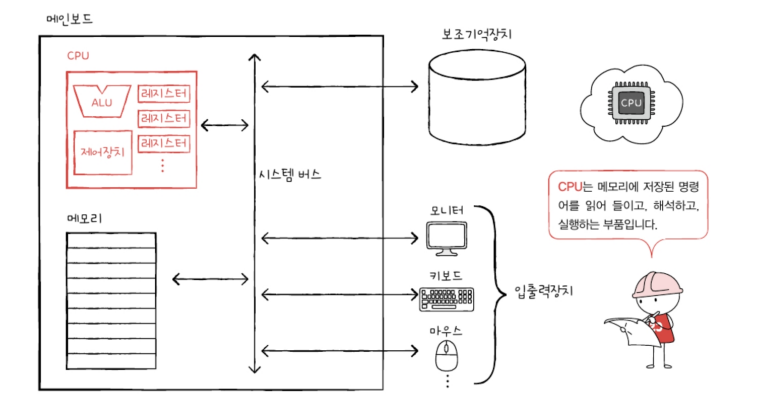 메인보드
CPU
ALU
레지스터
레지스터
레지스터
제어장치
메모리
시스템 버스
보조기억장치
모니터
키보드
마우스
입출력장치
CPU
CPU는 메모리에 저장된 명령
어를 읽어 들이고, 해석하고,
실행하는 부품입니다.